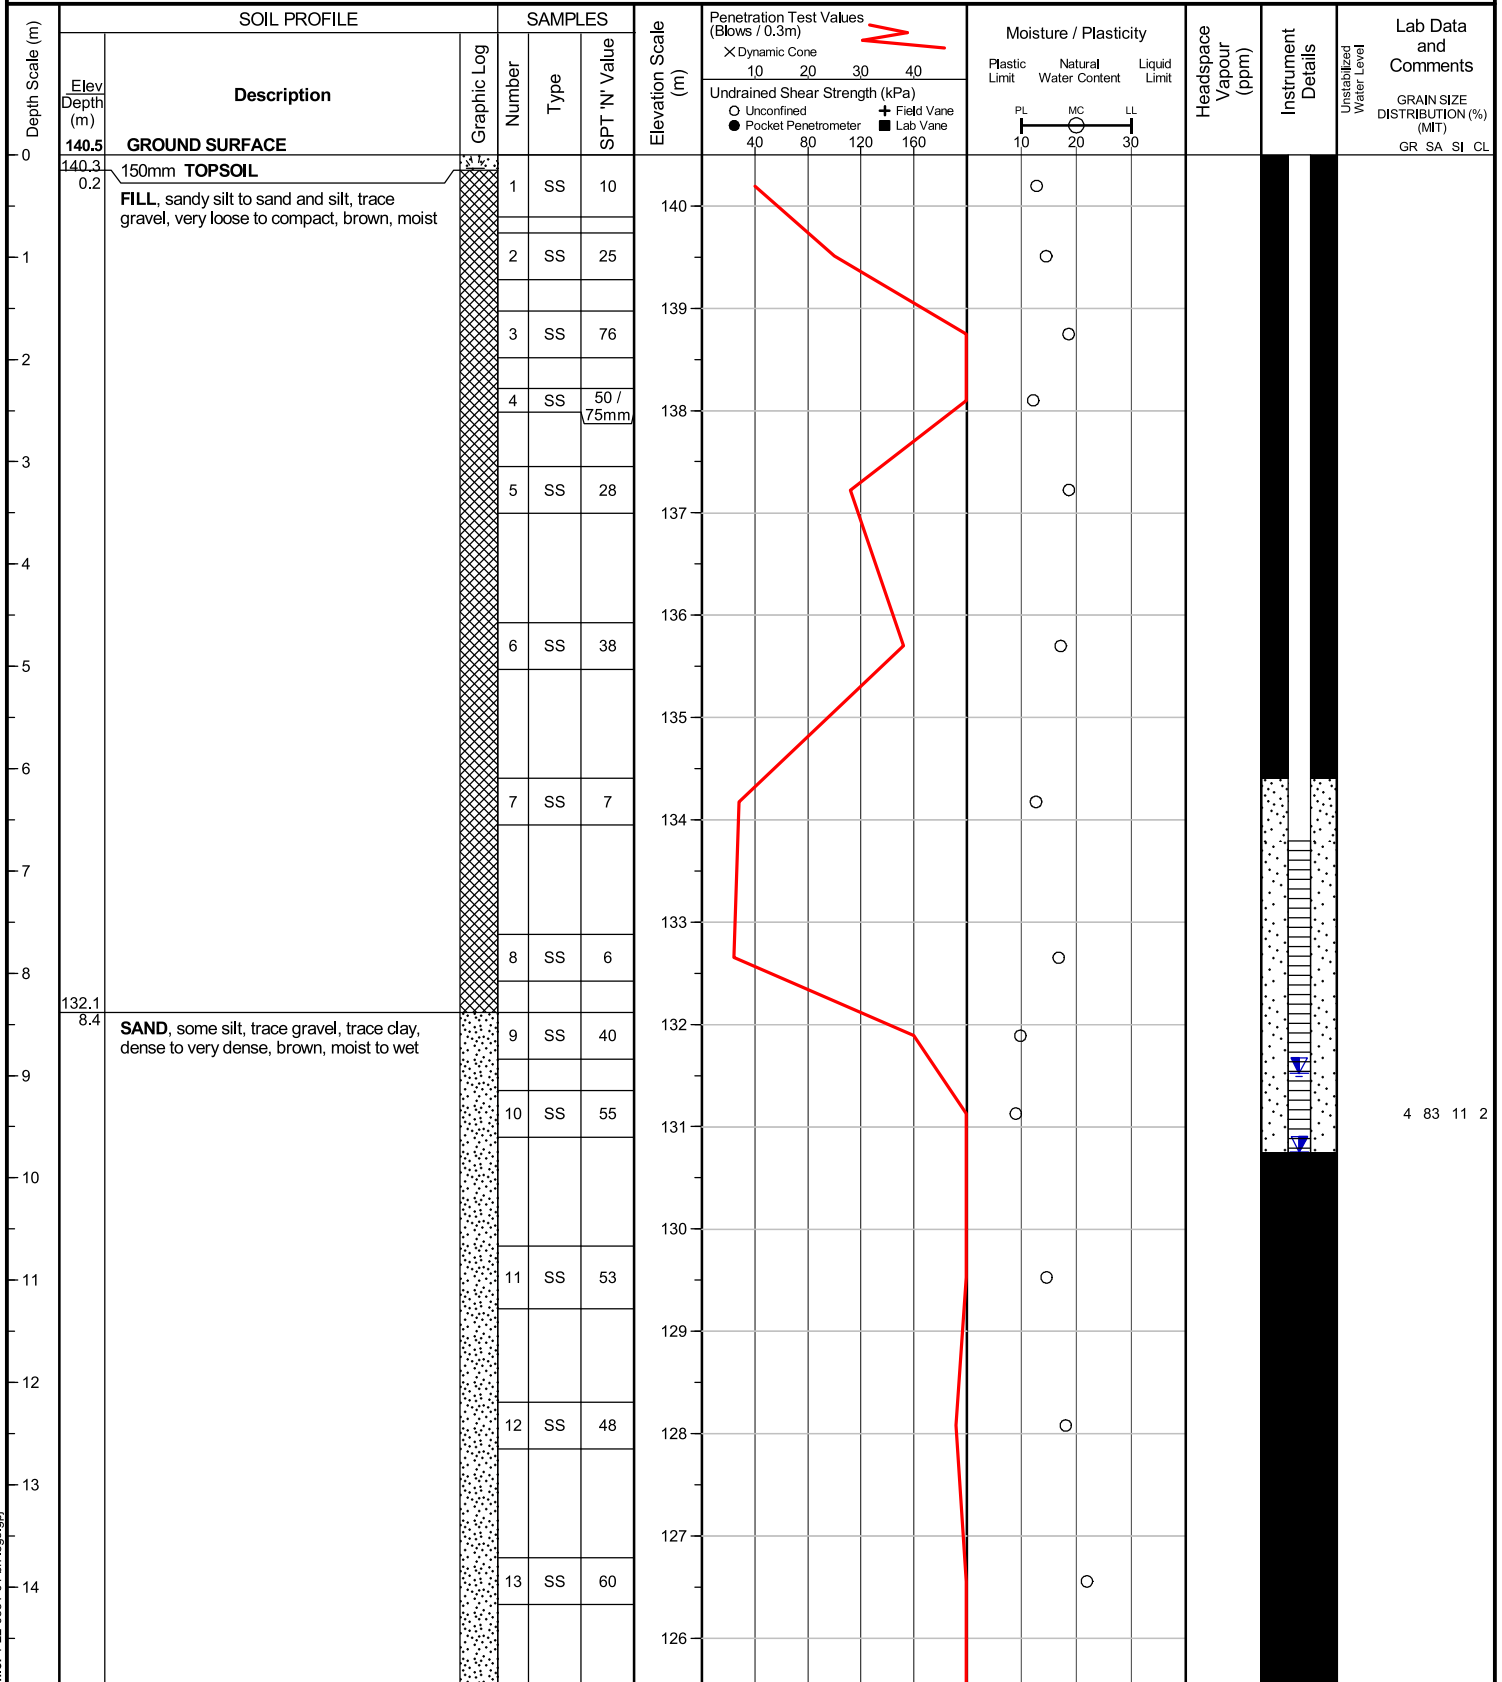 SOIL PROFILE
SAMPLES
Depth Scale (m)
Elev
Depth
(m)
Description
Graphic Log
Number
Type
SPT 'N' Value
Elevation Scale
(m)
Penetration Test Values
(Blows / 0.3m)
X Dynamic Cone
10 20 30 40
Undrained Shear Strength (kPa)
Unconfined
Field Vane
Pocket Penetrometer
Lab Vane
40 80 120 160
Moisture / Plasticity
Plastic
Limit
Natural
Water Content
Liquid
Limit
PL MC LL
10 20 30
Headspace
Vapour
(ppm)
Instrument
Details
Unstabilized
Water Level
Lab Data
and
Comments
GRAIN SIZE
DISTRIBUTION (%)
(MIT)
GR SA SI CL
140.5 GROUND SURFACE
0
140.3
0.2
150mm TOPSOIL
FILL, sandy silt to sand and silt, trace
gravel, very loose to compact, brown, moist
1 SS 10
140
1
2 SS 25
139
3 SS 76
2
4 SS 50 /
75mm
138
3
5 SS 28
137
4
136
6 SS 38
5
135
6
7 SS 7
134
7
133
8 SS 6
8
132.1
8.4
SAND, some silt, trace gravel, trace clay,
dense to very dense, brown, moist to wet
132
9 SS 40
9
10 SS 55
4 83 11 2
131
10
130
11 SS 53
11
129
12
12 SS 48
128
13
127
13 SS 60
14
126